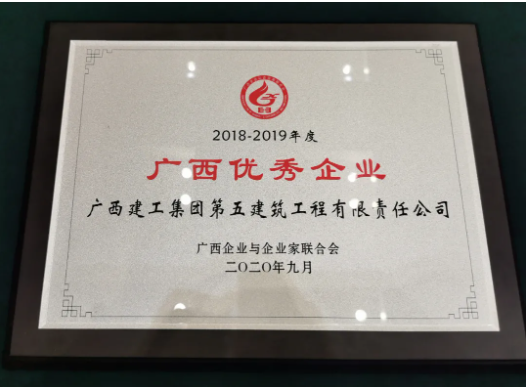 2018-2019年度
广西优秀企业
广西建工集团第五建筑工程有限責任公司
广西企业与企业家联合会
二〇二〇年九月